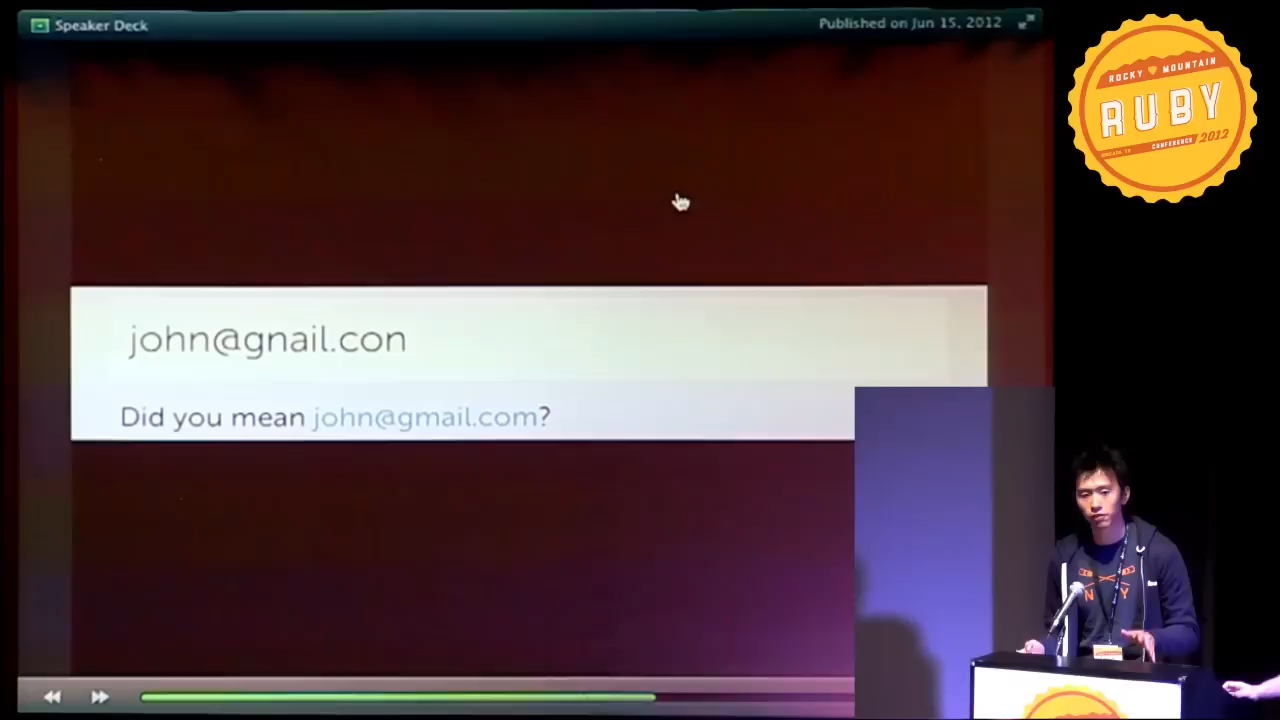 Speaker Deck
Published on Jun 15, 2012
ROCKY MOUNTAIN
RUBY
CONFERENCE 2012
john@gnail.con
Did you mean john@gmail.com?
N Y